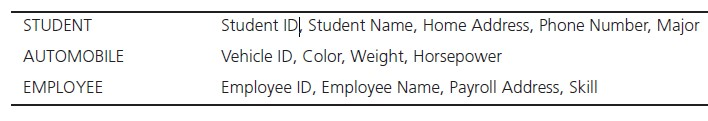 STUDENT Student ID, Student Name, Home Address, Phone Number, Major
AUTOMOBILE Vehicle ID, Color, Weight, Horsepower
EMPLOYEE Employee ID, Employee Name, Payroll Address, Skill